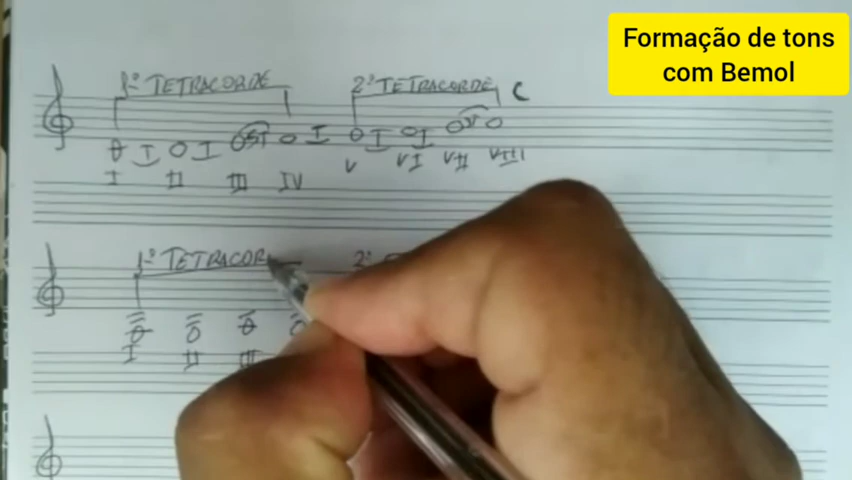 Formação de tons
com Bemol
1º TETRACORDE 2º TETRACORDE C
T T ST T T T ST
I II III IV V VI VII VIII
1º TETRACOR 2º
I II III